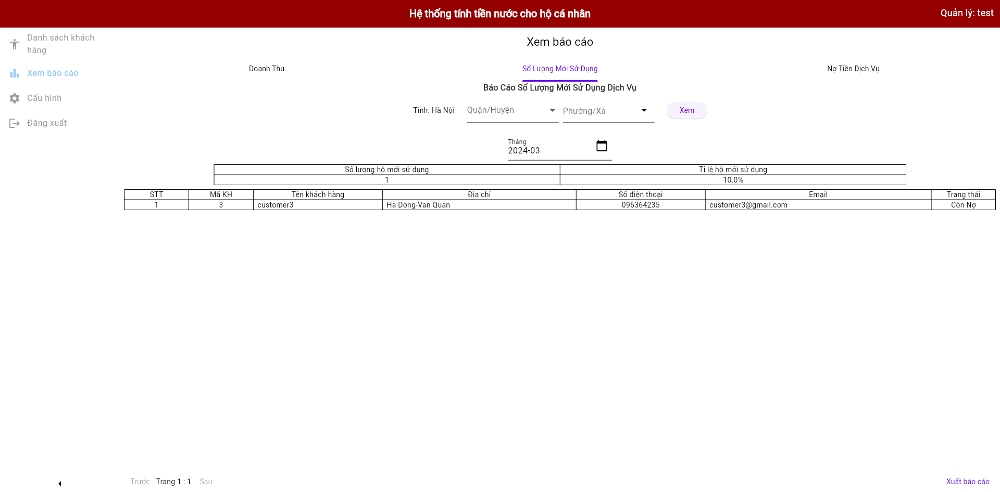 Hệ thống tính tiền nước cho hộ cá nhân
Quản lý: test
Danh sách khách
hàng
Xem báo cáo
Cấu hình
Đăng xuất
Xem báo cáo
Doanh Thu
Số Lượng Mới Sử Dụng
Nợ Tiền Dịch Vụ
Báo Cáo Số Lượng Mới Sử Dụng Dịch Vụ
Tỉnh: Hà Nội
Quận/Huyện
Phường/Xã
Xem
Tháng
2024-03
Số lượng hộ mới sử dụng
Tỉ lệ hộ mới sử dụng
1
10.0%
STT
Mã KH
Tên khách hàng
Địa chỉ
Số điện thoại
Email
Trạng thái
1
3
customer3
Ha Dong-Van Quan
096364235
customer3@gmail.com
Còn Nợ
Trước
Trang 1 : 1
Sau
Xuất báo cáo